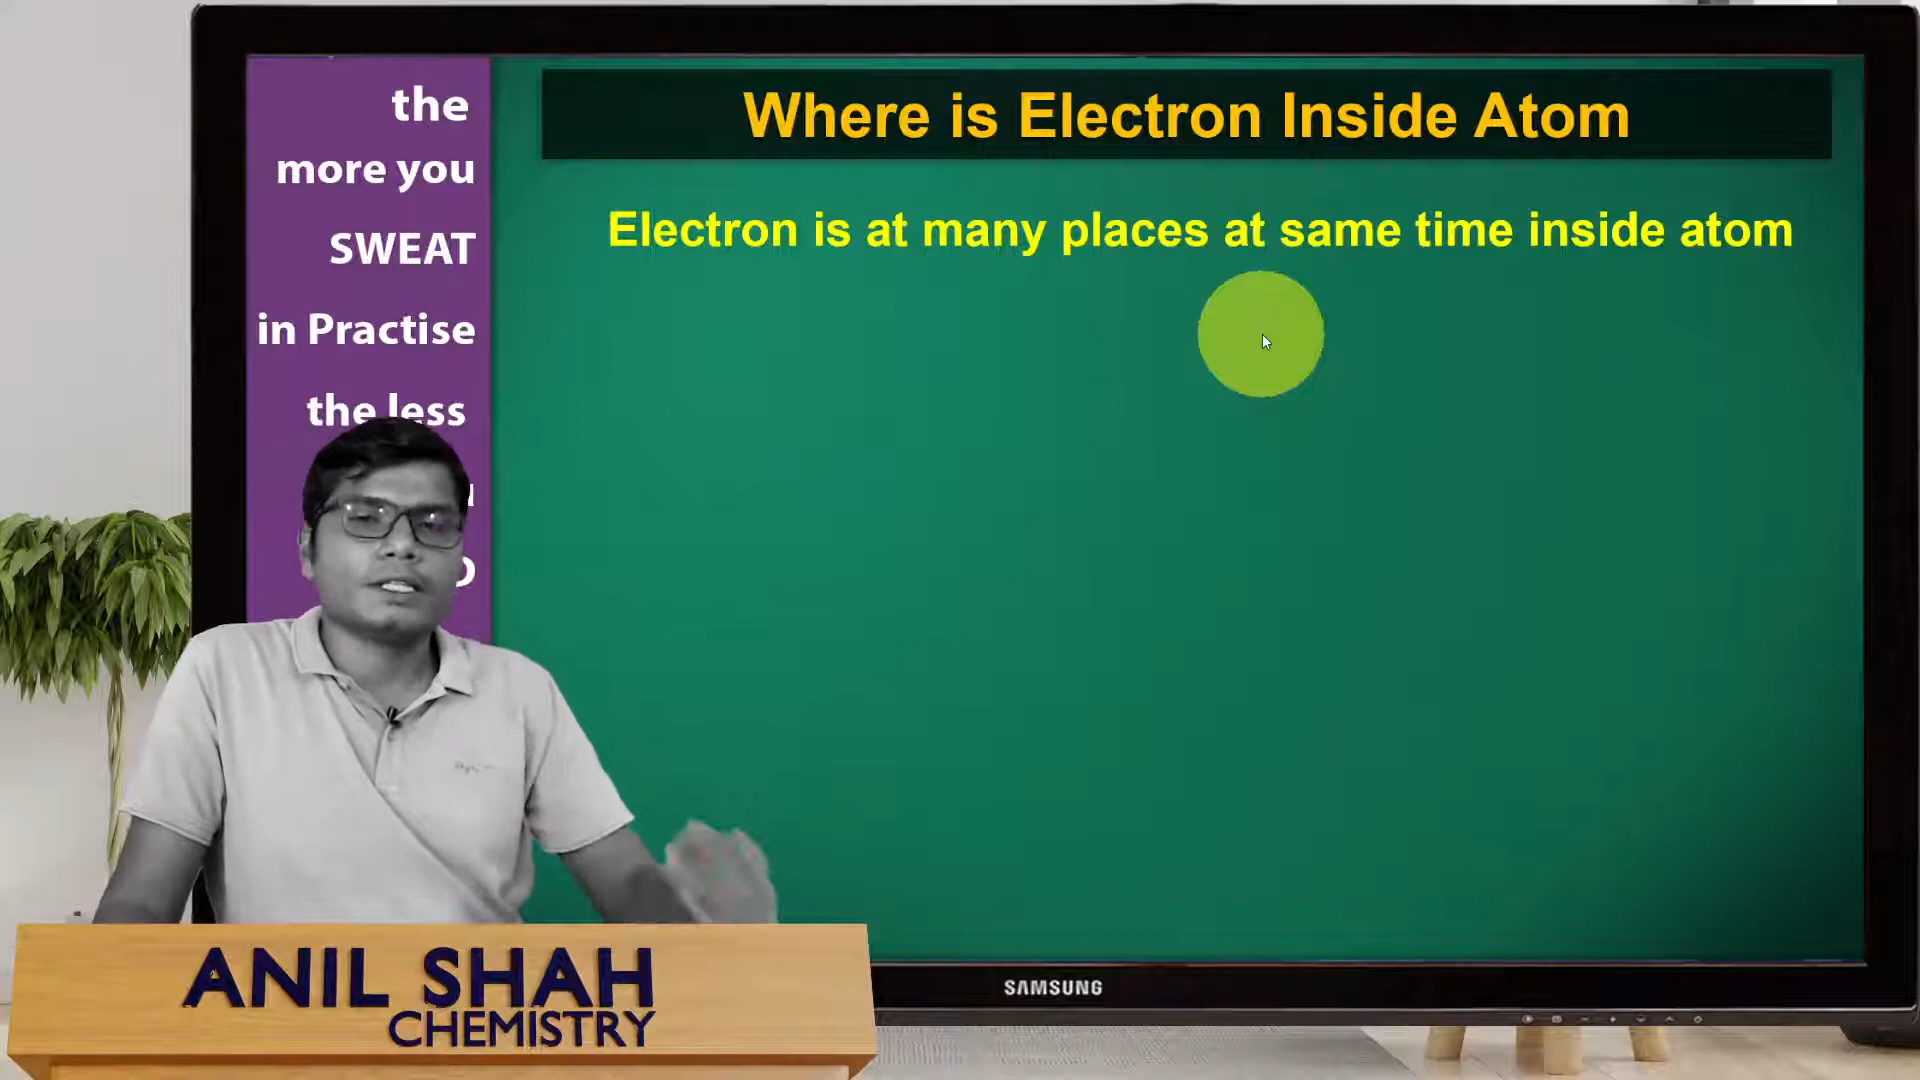 the
more you
SWEAT
in Practise
the less
Where is Electron Inside Atom
Electron is at many places at same time inside atom
ANIL SHAH
CHEMISTRY
SAMSUNG